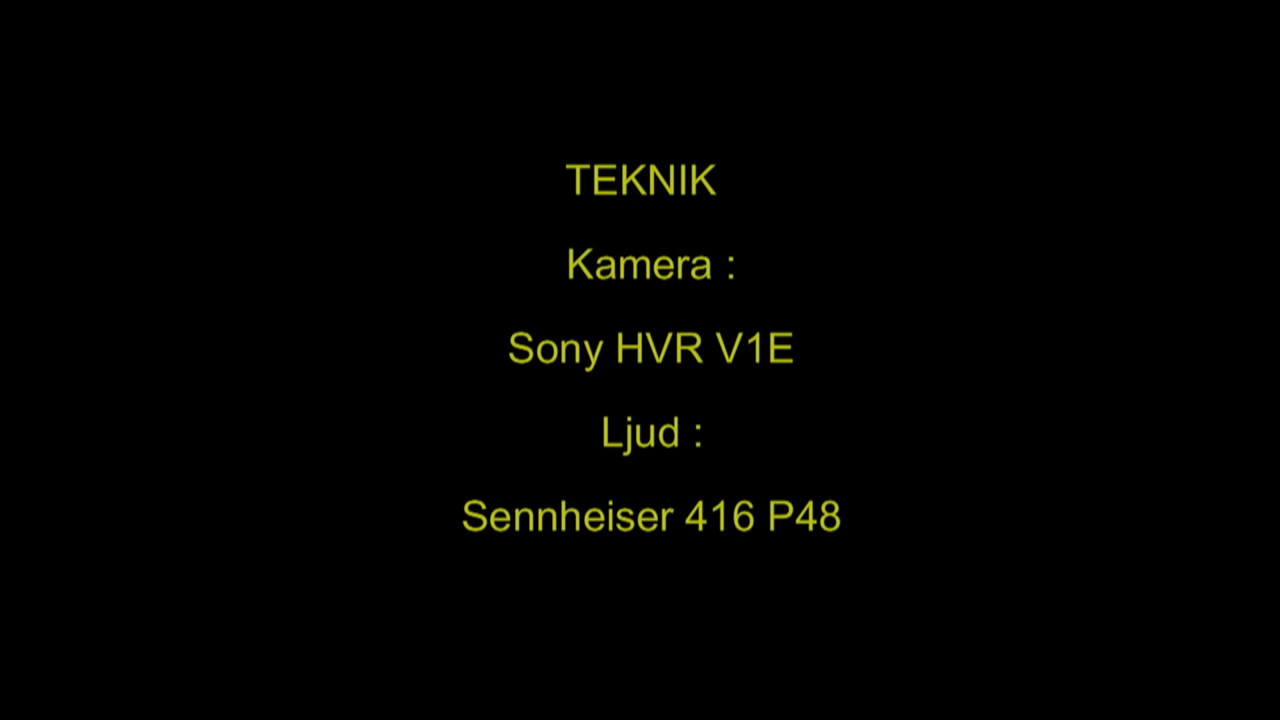 TEKNIK
Kamera :
Sony HVR V1E
Ljud :
Sennheiser 416 P48